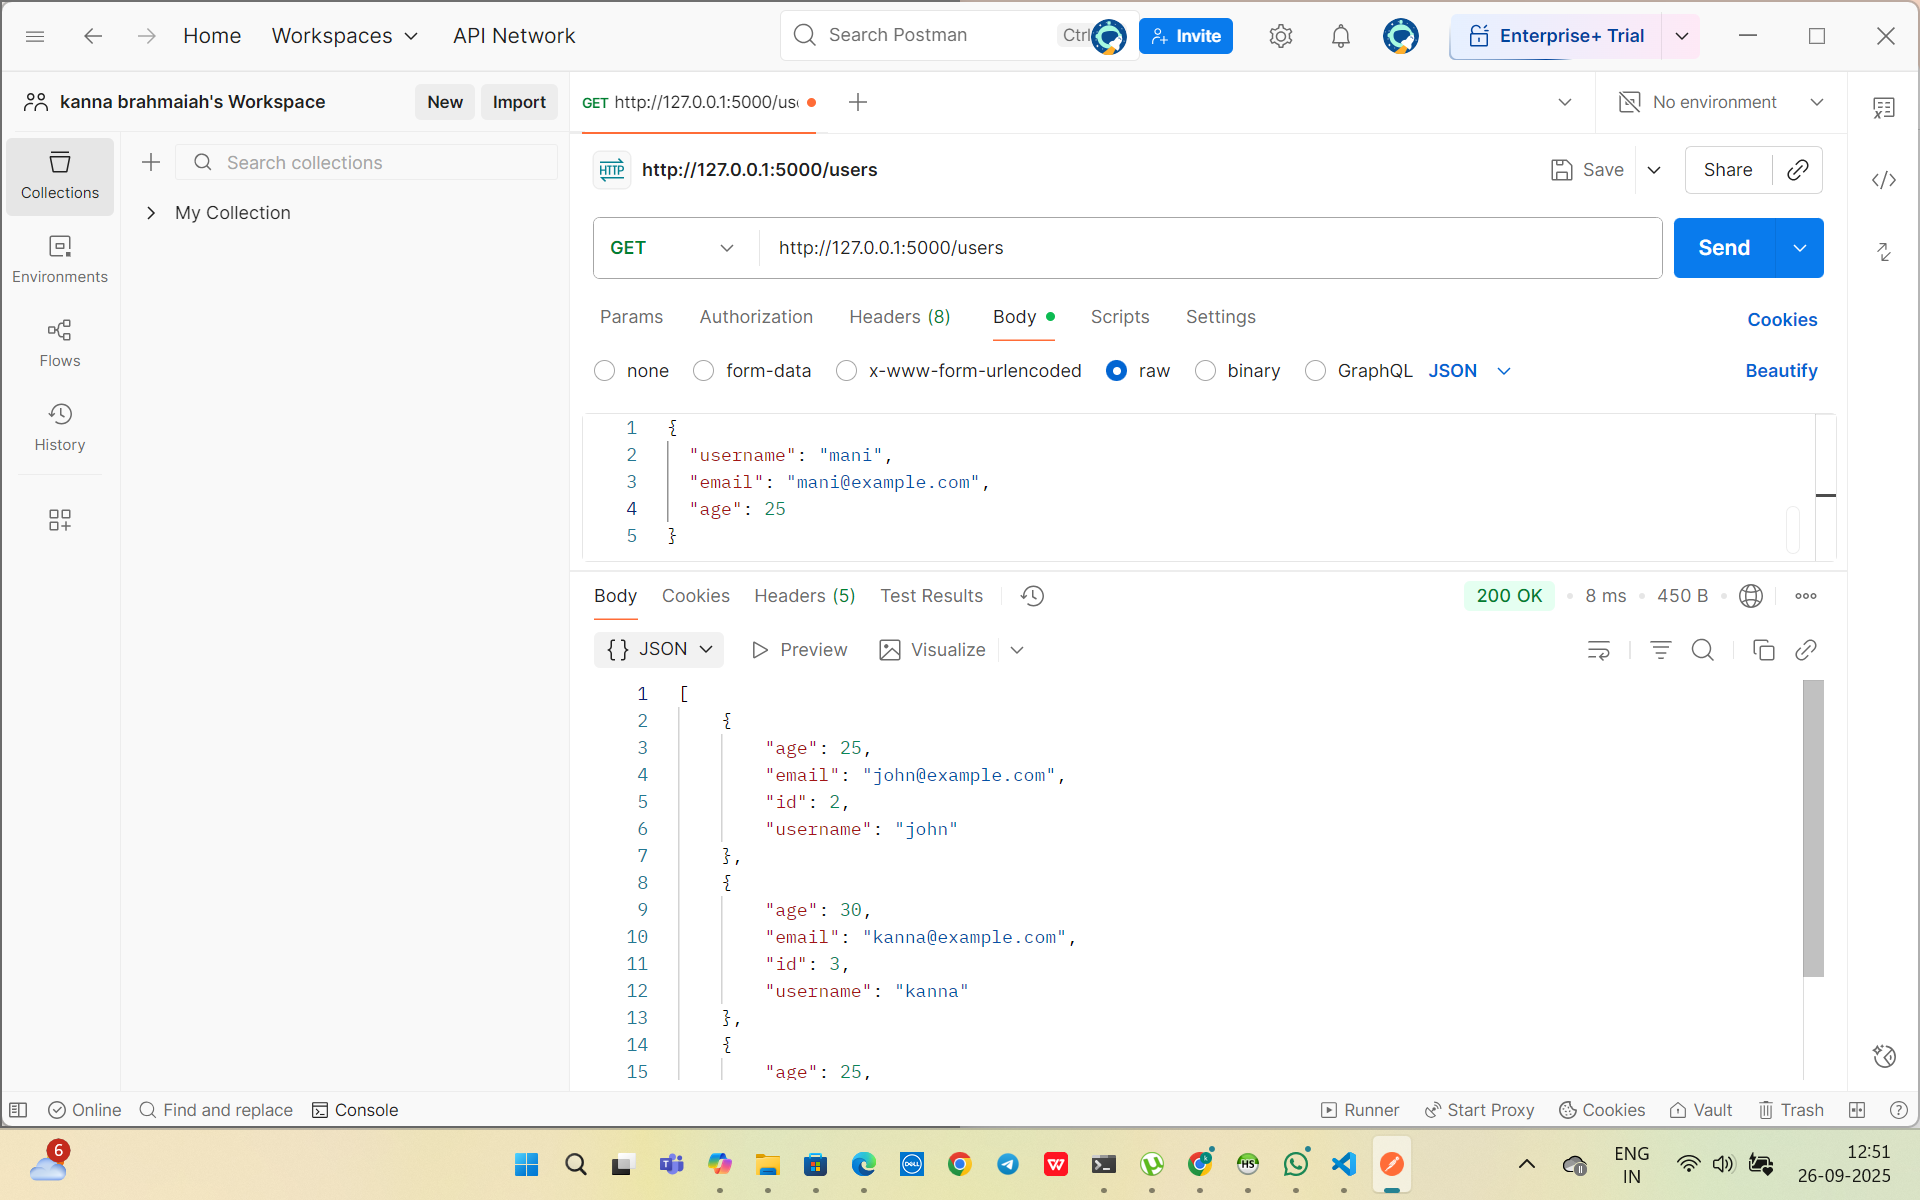 Home Workspaces API Network Search Postman Ctrl Invite Enterprise+ Trial
kanna brahmaiah's Workspace New Import GET http://127.0.0.1:5000/use No environment
Search collections
Collections
My Collection
Environments
Flows
History
HTTP http://127.0.0.1:5000/users Save Share
GET http://127.0.0.1:5000/users Send
Params Authorization Headers (8) Body Scripts Settings Cookies
none form-data x-www-form-urlencoded raw binary GraphQL JSON Beautify
1 {
2 "username": "mani",
3 "email": "mani@example.com",
4 "age": 25
5 }
Body Cookies Headers (5) Test Results 200 OK • 8 ms • 450 B
{} JSON Preview Visualize
1 [
2 {
3 "age": 25,
4 "email": "john@example.com",
5 "id": 2,
6 "username": "john"
7 },
8 {
9 "age": 30,
10 "email": "kanna@example.com",
11 "id": 3,
12 "username": "kanna"
13 },
14 {
15 "age": 25,
Online Find and replace Console Runner Start Proxy Cookies Vault Trash
6
DELL
W
HS
ENG
IN
12:51
26-09-2025